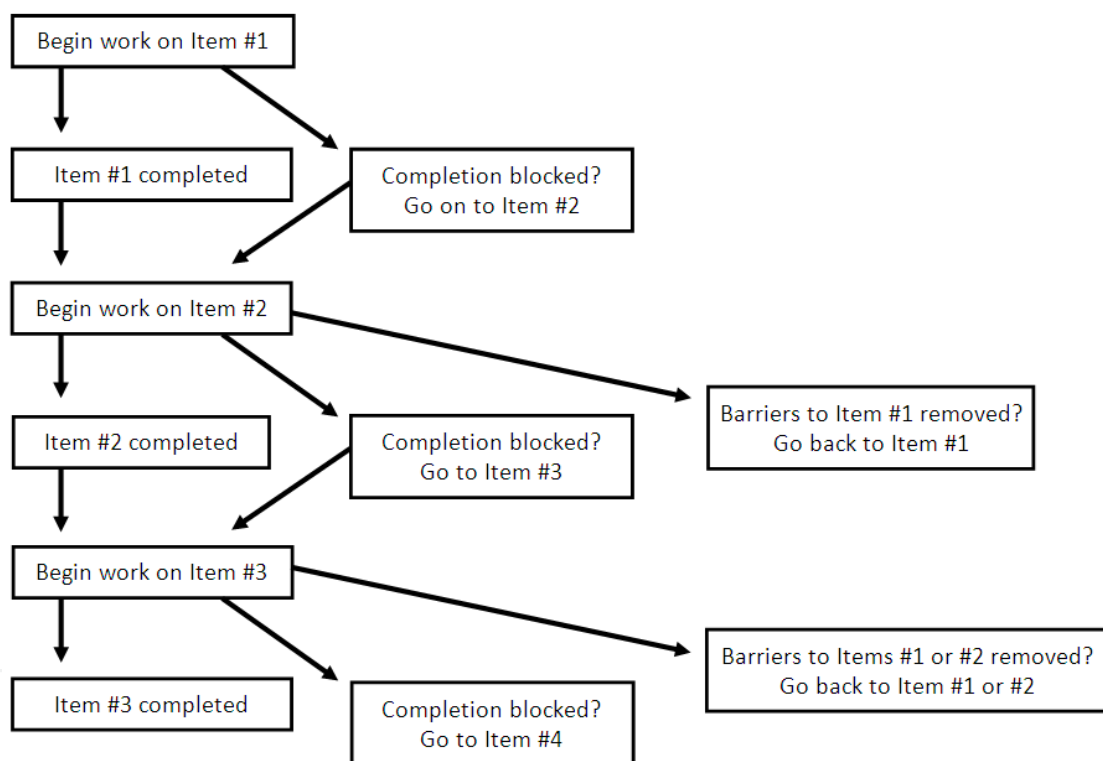 Begin work on Item #1
Item #1 completed
Completion blocked?
Go on to Item #2
Begin work on Item #2
Item #2 completed
Completion blocked?
Go to Item #3
Barriers to Item #1 removed?
Go back to Item #1
Begin work on Item #3
Item #3 completed
Completion blocked?
Go to Item #4
Barriers to Items #1 or #2 removed?
Go back to Item #1 or #2